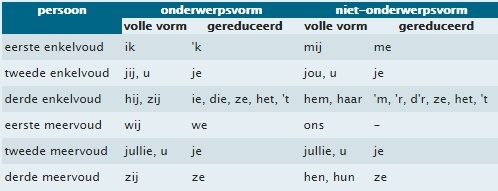 persoon onderwerpsvorm niet–onderwerpsvorm
volle vorm gereduceerd volle vorm gereduceerd
eerste enkelvoud ik 'k mij me
tweede enkelvoud jij, u je jou, u je
derde enkelvoud hij, zij ie, die, ze, het, 't hem, haar 'm, 'r, d'r, ze, het, 't
eerste meervoud wij we ons –
tweede meervoud jullie, u je jullie, u je
derde meervoud zij ze hen, hun ze